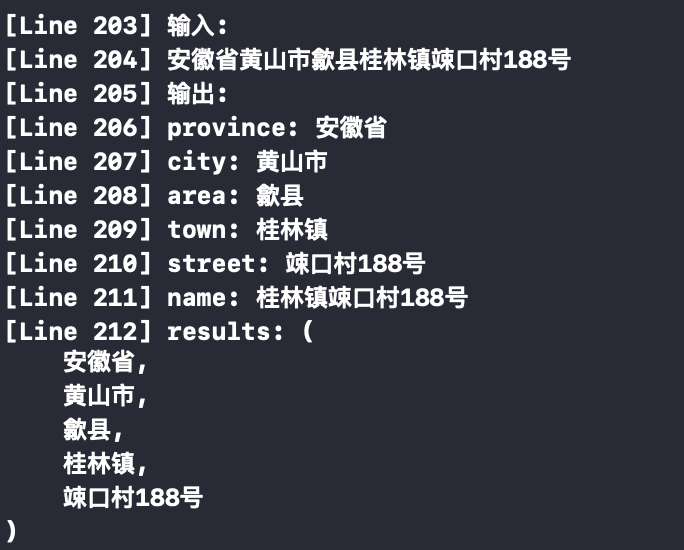 [Line 203] 输入:
[Line 204] 安徽省黄山市歙县桂林镇竦口村188号
[Line 205] 输出:
[Line 206] province: 安徽省
[Line 207] city: 黄山市
[Line 208] area: 歙县
[Line 209] town: 桂林镇
[Line 210] street: 竦口村188号
[Line 211] name: 桂林镇竦口村188号
[Line 212] results: (
    安徽省,
    黄山市,
    歙县,
    桂林镇,
    竦口村188号
)